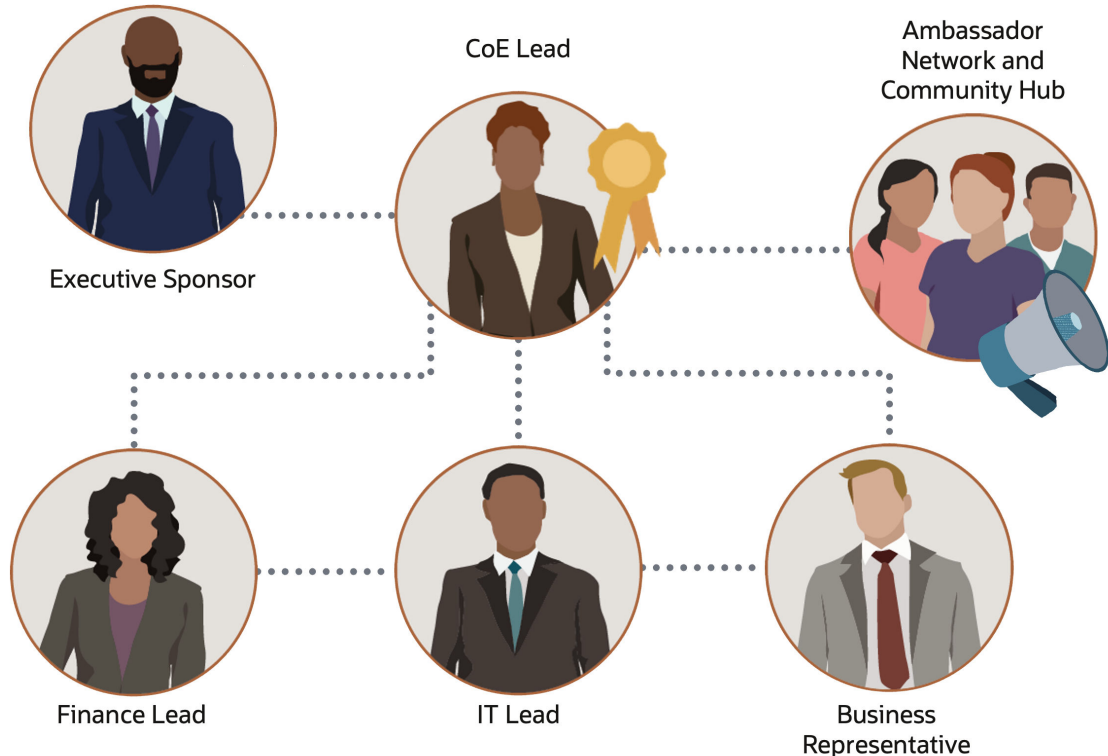 CoE Lead
Ambassador
Network and
Community Hub
Executive Sponsor
Finance Lead
IT Lead
Business
Representative